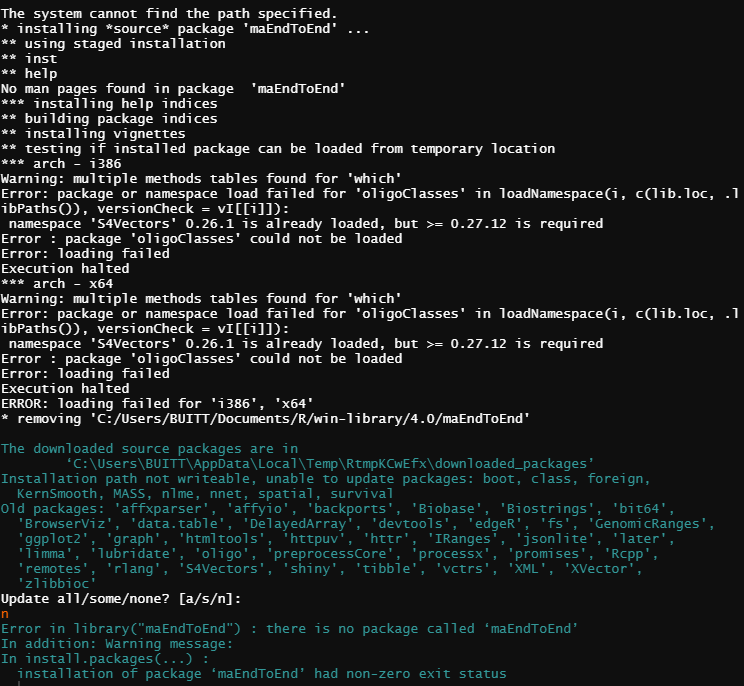 The system cannot find the path specified.
* installing *source* package 'maEndToEnd' ...
** using staged installation
** inst
** help
No man pages found in package  'maEndToEnd'
*** installing help indices
** building package indices
** installing vignettes
** testing if installed package can be loaded from temporary location
*** arch - i386
Warning: multiple methods tables found for 'which'
Error: package or namespace load failed for 'oligoClasses' in loadNamespace(i, c(lib.loc, .l
ibPaths()), versionCheck = vI[[i]]):
 namespace 'S4Vectors' 0.26.1 is already loaded, but >= 0.27.12 is required
Error : package 'oligoClasses' could not be loaded
Error: loading failed
Execution halted
*** arch - x64
Warning: multiple methods tables found for 'which'
Error: package or namespace load failed for 'oligoClasses' in loadNamespace(i, c(lib.loc, .l
ibPaths()), versionCheck = vI[[i]]):
 namespace 'S4Vectors' 0.26.1 is already loaded, but >= 0.27.12 is required
Error : package 'oligoClasses' could not be loaded
Error: loading failed
Execution halted
ERROR: loading failed for 'i386', 'x64'
* removing 'C:/Users/BUITT/Documents/R/win-library/4.0/maEndToEnd'
The downloaded source packages are in
‘C:\Users\BUITT\AppData\Local\Temp\RtmpKCwEfx\downloaded_packages’
Installation path not writeable, unable to update packages: boot, class, foreign,
KernSmooth, MASS, nlme, nnet, spatial, survival
Old packages: 'affxparser', 'affyio', 'backports', 'Biobase', 'Biostrings', 'bit64',
'BrowserViz', 'data.table', 'DelayedArray', 'devtools', 'edgeR', 'fs', 'GenomicRanges',
'ggplot2', 'graph', 'htmltools', 'httpuv', 'httr', 'IRanges', 'jsonlite', 'later',
'limma', 'lubridate', 'oligo', 'preprocessCore', 'processx', 'promises', 'Rcpp',
'remotes', 'rlang', 'S4Vectors', 'shiny', 'tibble', 'vctrs', 'XML', 'XVector',
'zlibbioc'
Update all/some/none? [a/s/n]:
n
Error in library("maEndToEnd") : there is no package called ‘maEndToEnd’
In addition: Warning message:
In install.packages(...) :
installation of package ‘maEndToEnd’ had non-zero exit status